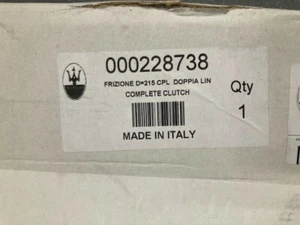 000228738
FRIZIONE D=215 CPL DOPPIA LIN
COMPLETE CLUTCH
Qty
1
MADE IN ITALY